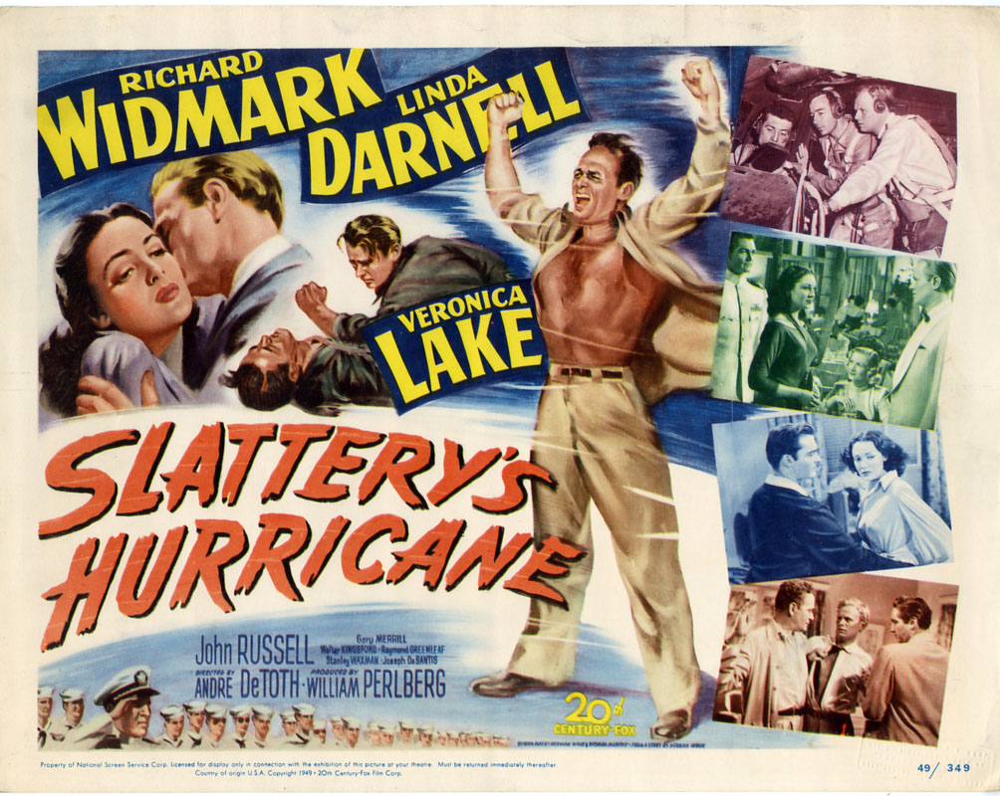 RICHARD
WIDMARK
LINDA
DARNELL
VERONICA
LAKE
SLATTERY'S
HURRICANE
John RUSSELL
Gary MERRILL
Walter KINGSFORD · Raymond GREENLEAF
Stanley WAXMAN · Joseph De SANTIS
DIRECTED BY
ANDRÉ DeTOTH ·
PRODUCED BY
WILLIAM PERLBERG
20th
CENTURY-FOX
Property of National Screen Service Corp. Licensed for display only in connection with the exhibition of this picture at your theatre. Must be returned immediately thereafter.
Country of origin U.S.A. Copyright 1949 · 20th Century-Fox Film Corp.
49/349